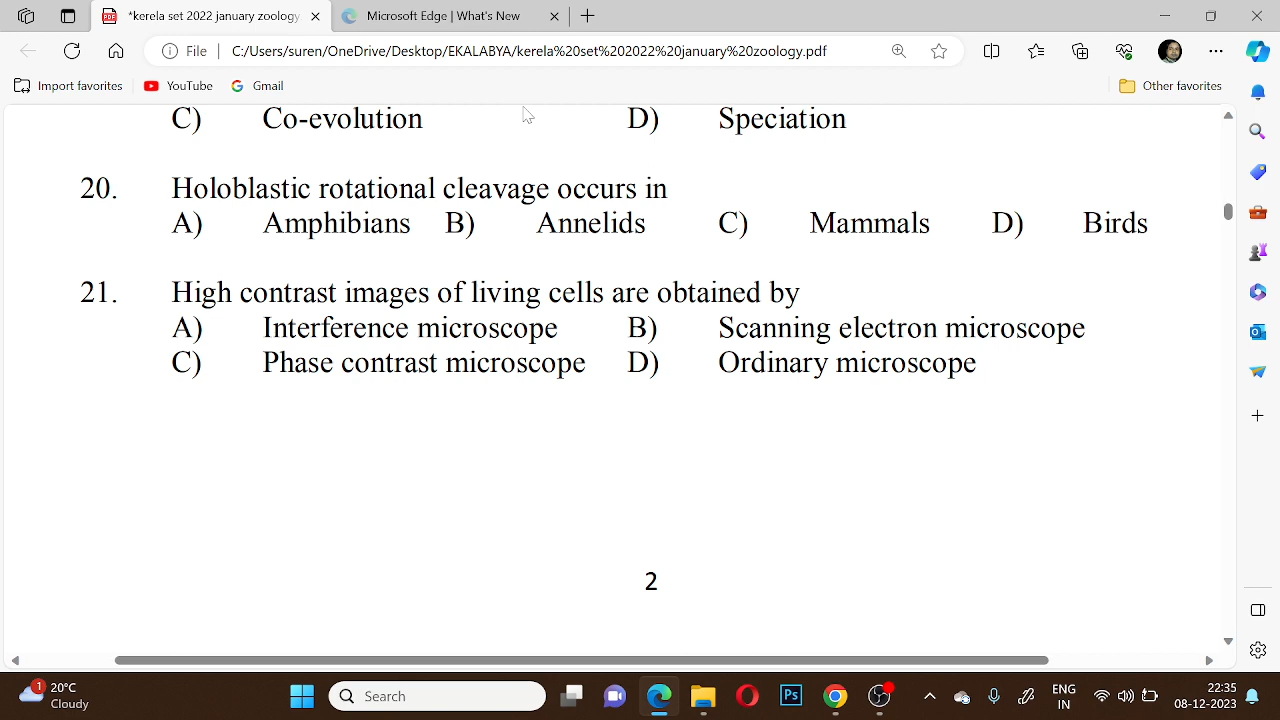 *kerela set 2022 january zoology
Microsoft Edge | What's New
File
C:/Users/suren/OneDrive/Desktop/EKALABYA/kerela%20set%202022%20january%20zoology.pdf
Import favorites
YouTube
Gmail
Other favorites
C) Co-evolution D) Speciation
20. Holoblastic rotational cleavage occurs in
A) Amphibians B) Annelids C) Mammals D) Birds
21. High contrast images of living cells are obtained by
A) Interference microscope B) Scanning electron microscope
C) Phase contrast microscope D) Ordinary microscope
2
1
20°C
Cloudy
Search
Ps
ENG
IN
22:35
08-12-2023